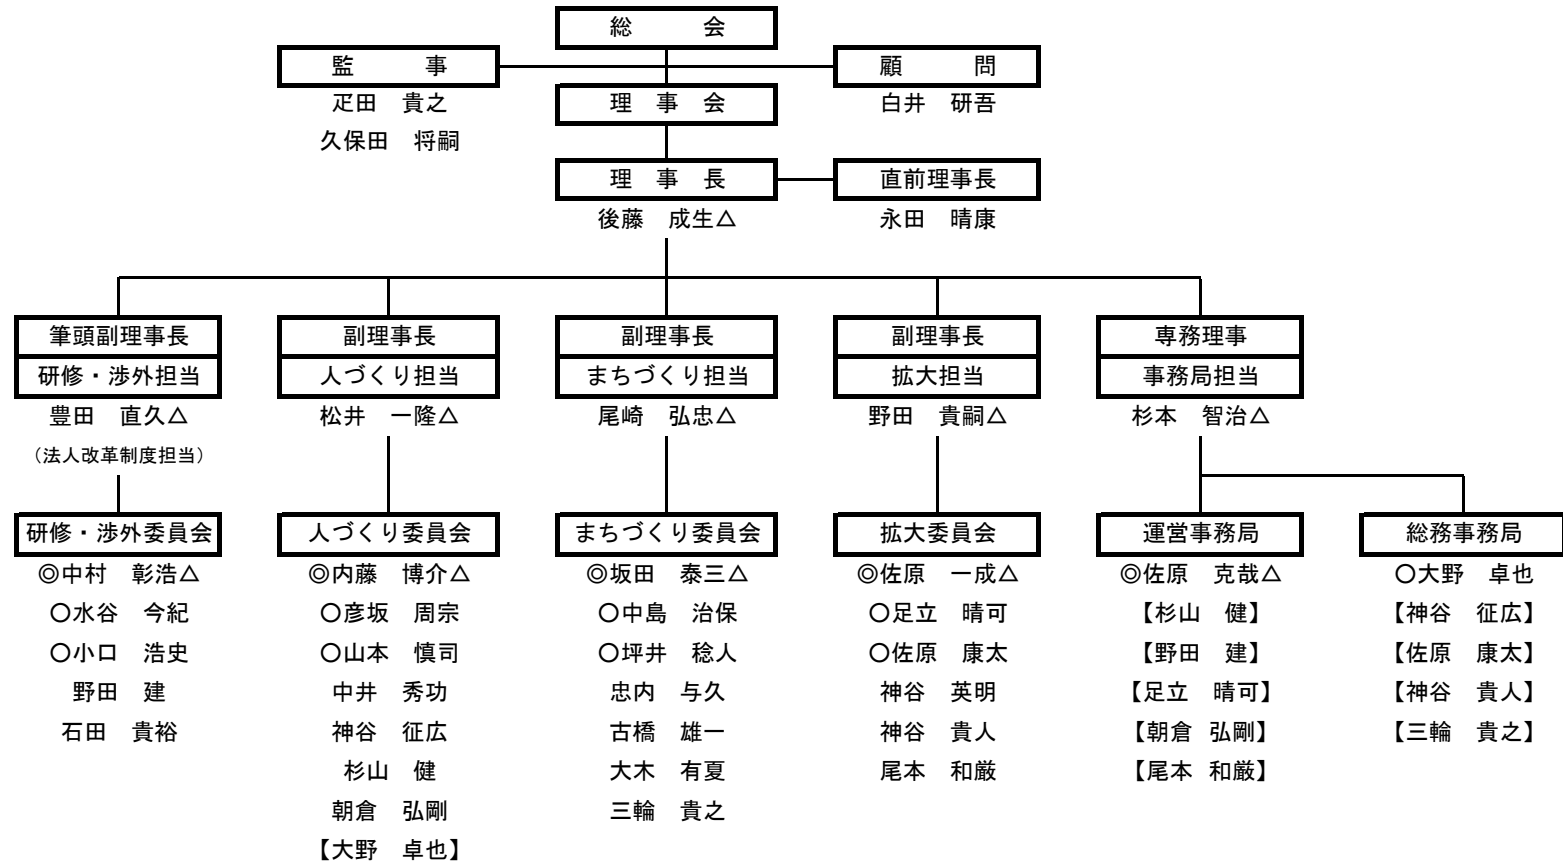 総　　　会
監　　　事
顧　　　問
疋田　貴之
久保田　将嗣
理　事　会
白井　研吾
理　事　長
直前理事長
後藤　成生△
永田　晴康
筆頭副理事長
研修・渉外担当
豊田　直久△
（法人改革制度担当）
副理事長
人づくり担当
松井　一隆△
副理事長
まちづくり担当
尾崎　弘忠△
副理事長
拡大担当
野田　貴嗣△
専務理事
事務局担当
杉本　智治△
研修・渉外委員会
◎中村　彰浩△
○水谷　今紀
○小口　浩史
野田　建
石田　貴裕
人づくり委員会
◎内藤　博介△
○彦坂　周宗
○山本　慎司
中井　秀功
神谷　征広
杉山　健
朝倉　弘剛
【大野　卓也】
まちづくり委員会
◎坂田　泰三△
○中島　治保
○坪井　稔人
忠内　与久
古橋　雄一
大木　有夏
三輪　貴之
拡大委員会
◎佐原　一成△
○足立　晴可
○佐原　康太
神谷　英明
神谷　貴人
尾本　和厳
運営事務局
◎佐原　克哉△
【杉山　健】
【野田　建】
【足立　晴可】
【朝倉　弘剛】
【尾本　和厳】
総務事務局
○大野　卓也
【神谷　征広】
【佐原　康太】
【神谷　貴人】
【三輪　貴之】